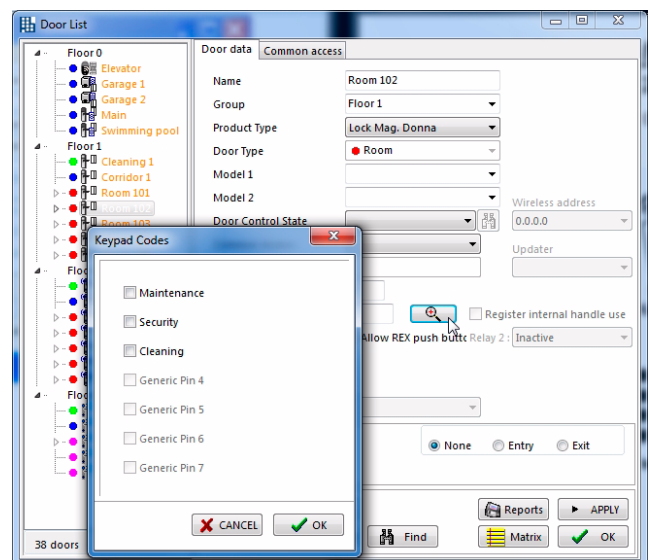 Door List
Floor 0
Elevator
Garage 1
Garage 2
Main
Swimming pool
Floor 1
Cleaning 1
Corridor 1
Room 101
Room 102
Room 103
Floo
Floo
38 doors
Door data Common access
Name Room 102
Group Floor 1
Product Type Lock Mag. Donna
Door Type Room
Model 1
Model 2
Wireless address
Door Control State 0.0.0.0
Updater
Register internal handle use
Allow REX push butto Relay 2 : Inactive
None Entry Exit
Reports APPLY
Find Matrix OK
Keypad Codes
Maintenance
Security
Cleaning
Generic Pin 4
Generic Pin 5
Generic Pin 6
Generic Pin 7
CANCEL OK